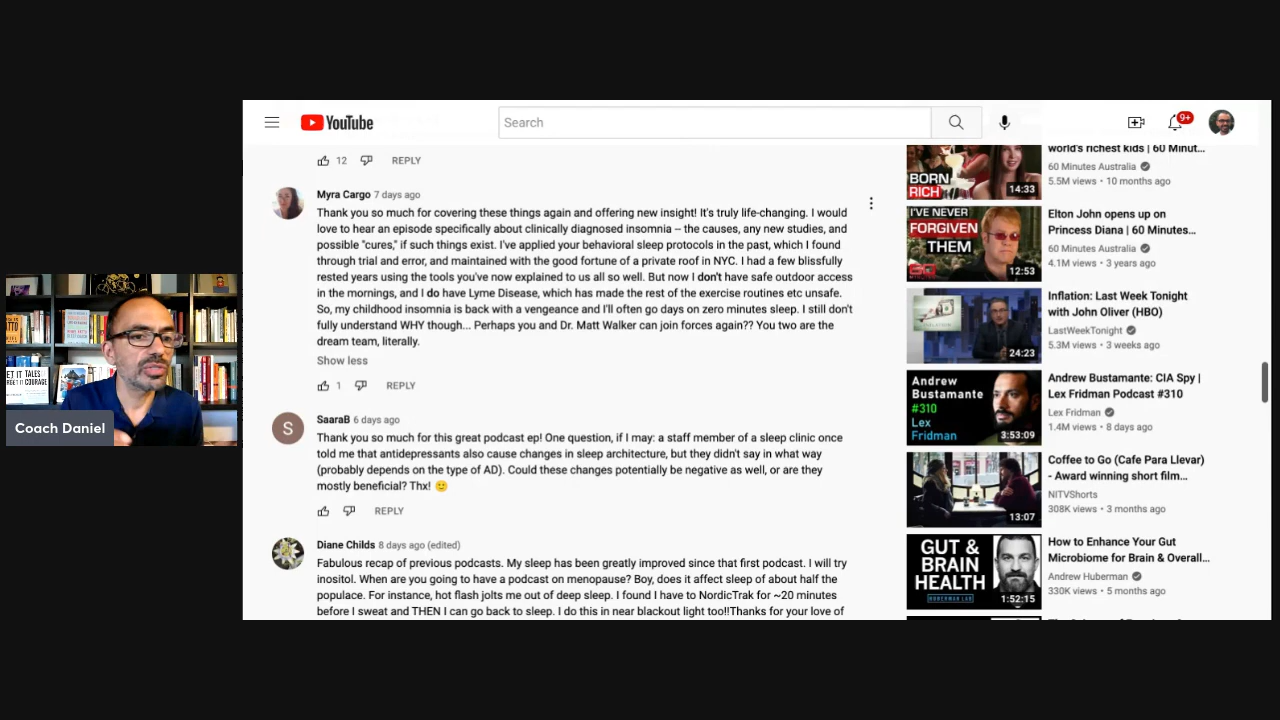 YouTube
Search
9+
12
REPLY
Myra Cargo 7 days ago
Thank you so much for covering these things again and offering new insight! It's truly life-changing. I would
love to hear an episode specifically about clinically diagnosed insomnia -- the causes, any new studies, and
possible "cures," if such things exist. I've applied your behavioral sleep protocols in the past, which I found
through trial and error, and maintained with the good fortune of a private roof in NYC. I had a few blissfully
rested years using the tools you've now explained to us all so well. But now I don't have safe outdoor access
in the mornings, and I do have Lyme Disease, which has made the rest of the exercise routines etc unsafe.
So, my childhood insomnia is back with a vengeance and I'll often go days on zero minutes sleep. I still don't
fully understand WHY though... Perhaps you and Dr. Matt Walker can join forces again?? You two are the
dream team, literally.
Show less
1
REPLY
S
SaaraB 6 days ago
Thank you so much for this great podcast ep! One question, if I may: a staff member of a sleep clinic once
told me that antidepressants also cause changes in sleep architecture, but they didn't say in what way
(probably depends on the type of AD). Could these changes potentially be negative as well, or are they
mostly beneficial? Thx! 🙂
REPLY
Diane Childs 8 days ago (edited)
Fabulous recap of previous podcasts. My sleep has been greatly improved since that first podcast. I will try
inositol. When are you going to have a podcast on menopause? Boy, does it affect sleep of about half the
populace. For instance, hot flash jolts me out of deep sleep. I found I have to NordicTrak for ~20 minutes
before I sweat and THEN I can go back to sleep. I do this in near blackout light too!!Thanks for your love of
BORN
RICH
14:33
world's richest kids | 60 Minut...
60 Minutes Australia
5.5M views • 10 months ago
I'VE NEVER
FORGIVEN
THEM
12:53
Elton John opens up on
Princess Diana | 60 Minutes...
60 Minutes Australia
4.1M views • 3 years ago
24:23
Inflation: Last Week Tonight
with John Oliver (HBO)
LastWeekTonight
5.3M views • 3 weeks ago
Andrew
Bustamante
#310
Lex
Fridman
3:53:09
Andrew Bustamante: CIA Spy |
Lex Fridman Podcast #310
Lex Fridman
1.4M views • 8 days ago
13:07
Coffee to Go (Cafe Para Llevar)
- Award winning short film...
NITVShorts
308K views • 3 months ago
GUT &
BRAIN
HEALTH
HUBERMAN LAB
1:52:15
How to Enhance Your Gut
Microbiome for Brain & Overall...
Andrew Huberman
330K views • 5 months ago
Coach Daniel